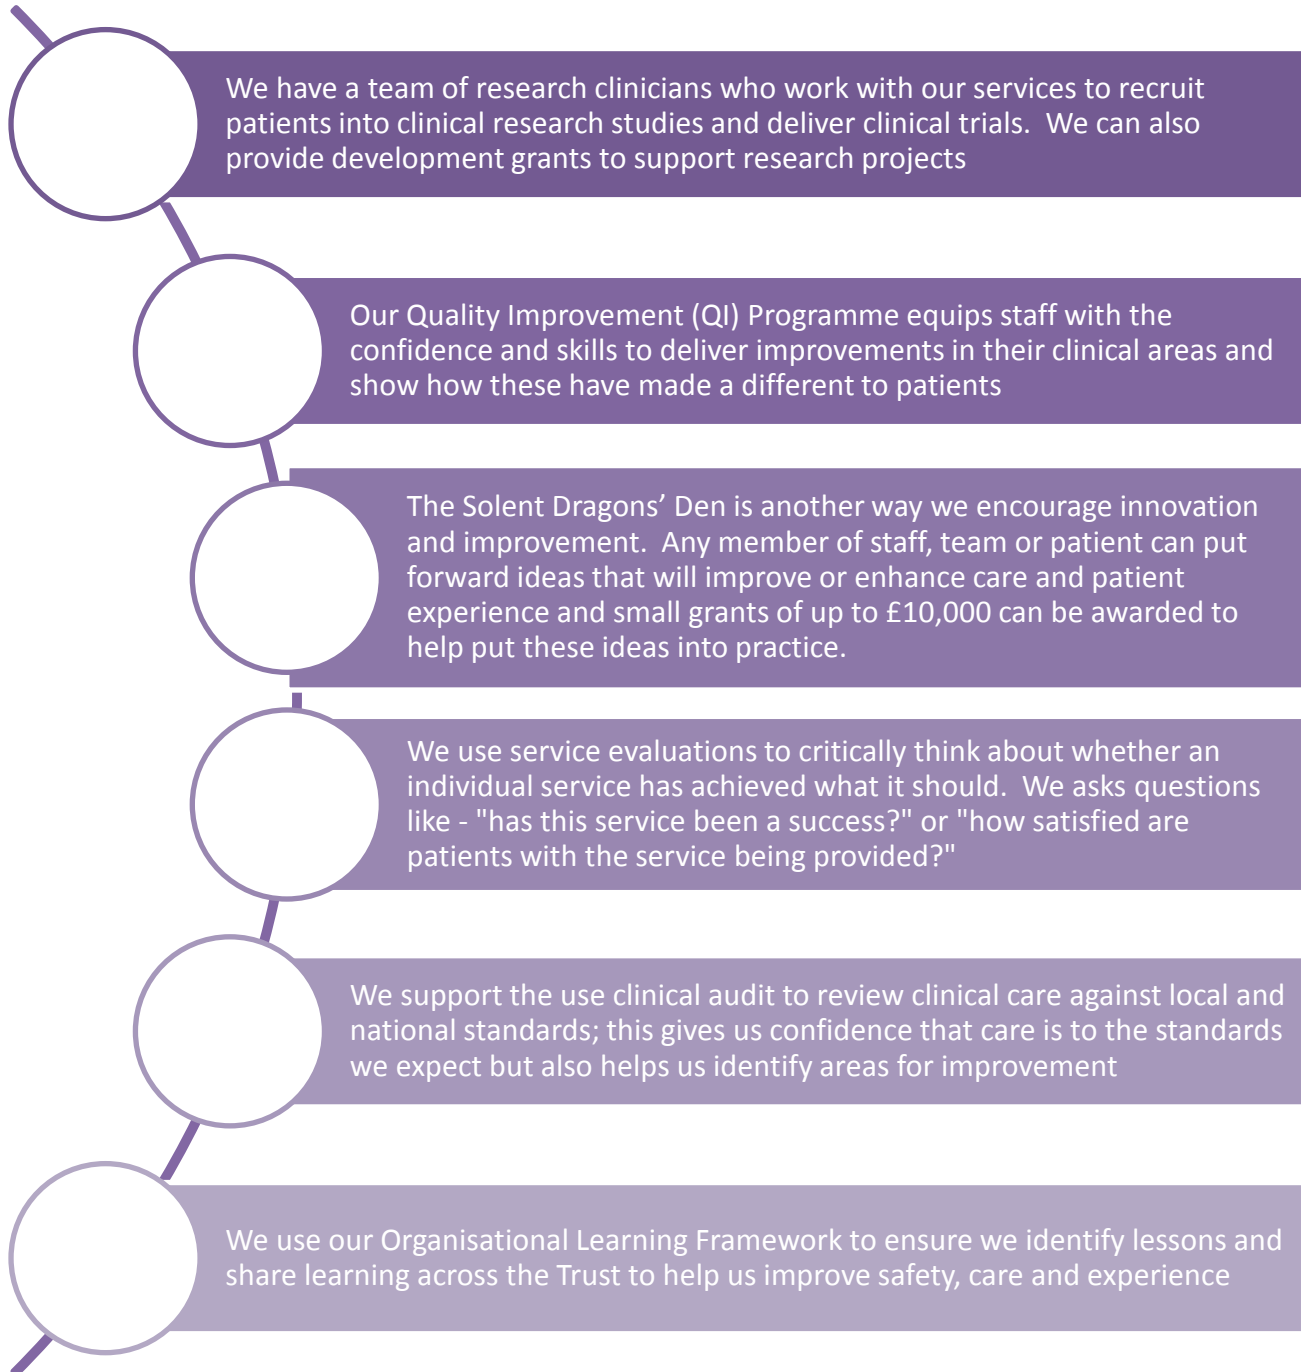 We have a team of research clinicians who work with our services to recruit
patients into clinical research studies and deliver clinical trials.  We can also
provide development grants to support research projects
Our Quality Improvement (QI) Programme equips staff with the
confidence and skills to deliver improvements in their clinical areas and
show how these have made a different to patients
The Solent Dragons’ Den is another way we encourage innovation
and improvement.  Any member of staff, team or patient can put
forward ideas that will improve or enhance care and patient
experience and small grants of up to £10,000 can be awarded to
help put these ideas into practice.
We use service evaluations to critically think about whether an
individual service has achieved what it should.  We asks questions
like - "has this service been a success?" or "how satisfied are
patients with the service being provided?"
We support the use clinical audit to review clinical care against local and
national standards; this gives us confidence that care is to the standards
we expect but also helps us identify areas for improvement
We use our Organisational Learning Framework to ensure we identify lessons and
share learning across the Trust to help us improve safety, care and experience